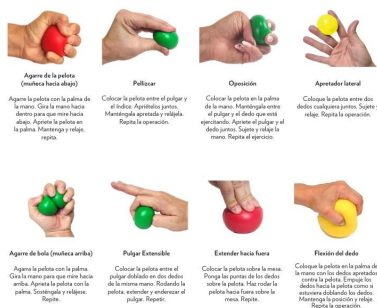 Agarre de la pelota
(muñeca hacia abajo)
Agarre la pelota con la palma de
la mano. Gira la mano hacia
dentro para que mire hacia
abajo. Apriete la pelota en
la palma. Mantenga y relaje,
repita.
Pellizcar
Colocar la pelota entre el pulgar y
el índice. Apriételos juntos.
Manténgala apretada y relájela.
Repita la operación.
Oposición
Colocar la pelota en la palma
de la mano. Manténgala entre
el pulgar y el dedo que está
ejercitando. Apriete el pulgar y el
dedo juntos. Sujete y relaje la
mano. Repita el ejercicio.
Apretador lateral
Coloque la pelota entre dos
dedos cualquiera juntos. Sujete y
relaje. Repita la operación.
Agarre de bola (muñeca arriba)
Agarra la pelota con la palma.
Gira la mano para que mire hacia
arriba. Aprieta la pelota con la
palma. Sosténgala y relájese.
Repite.
Pulgar Extensible
Colocar la pelota entre el
pulgar doblado en dos dedos
de la misma mano. Rodando la
pelota, extender y enderezar el
pulgar. Repetir.
Extender hacia fuera
Colocar la pelota sobre la mesa.
Ponga las puntas de los dedos
sobre la pelota. Haz rodar la
pelota hacia fuera sobre la
mesa. Repite.
Flexión del dedo
Coloque la pelota en la palma de
la mano con los dedos apretados
contra la pelota. Empuje los
dedos hacia la pelota como si
estuviera doblando los dedos.
Mantenga la posición y relaje.
Repita la operación.